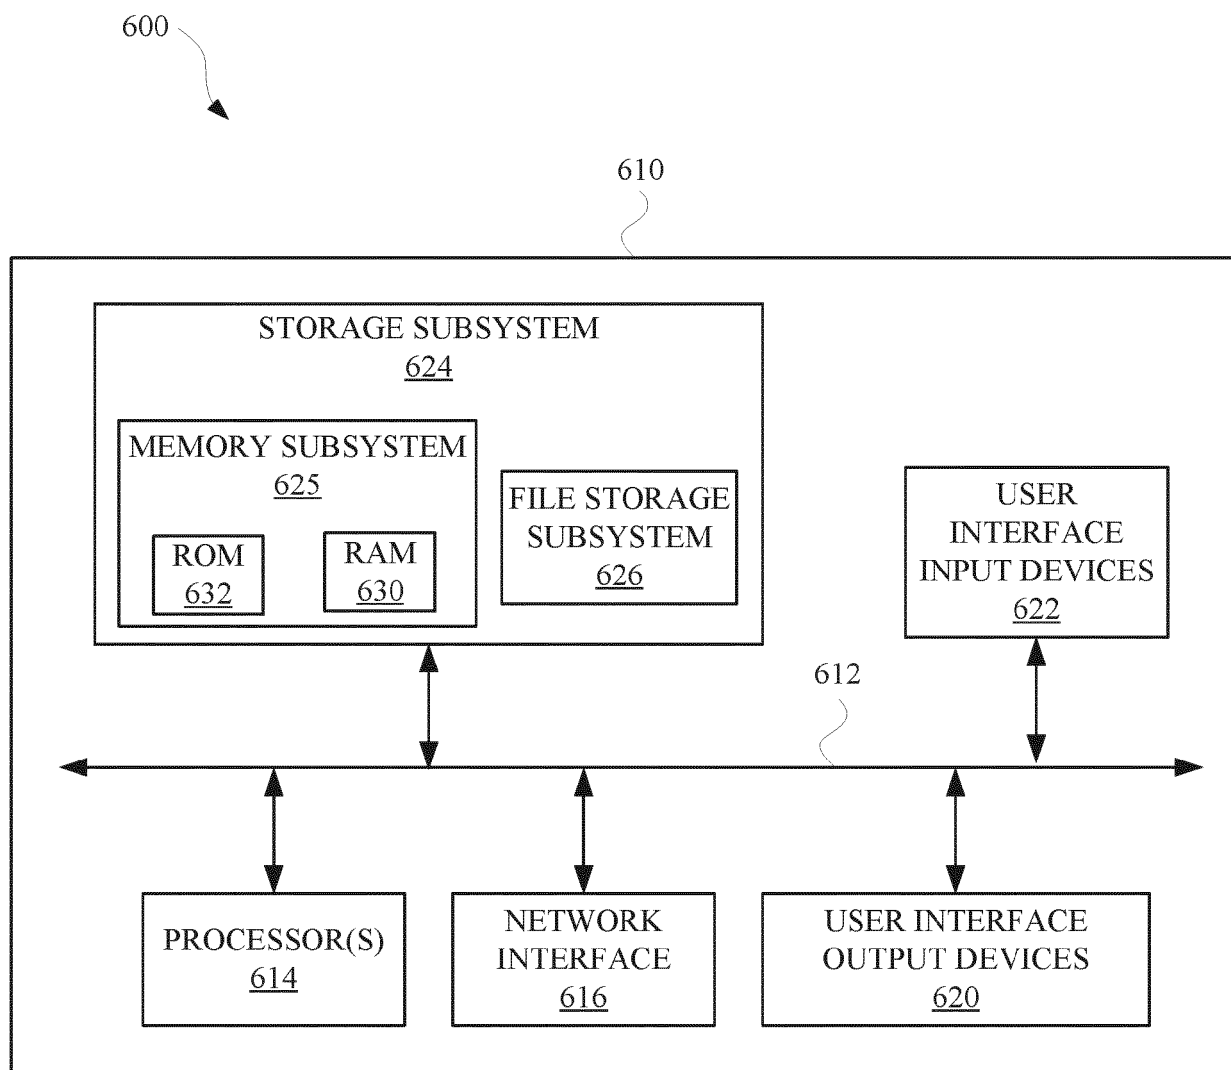 600
610
STORAGE SUBSYSTEM
624
MEMORY SUBSYSTEM
625
ROM
632
RAM
630
FILE STORAGE
SUBSYSTEM
626
USER
INTERFACE
INPUT DEVICES
622
612
PROCESSOR(S)
614
NETWORK
INTERFACE
616
USER INTERFACE
OUTPUT DEVICES
620